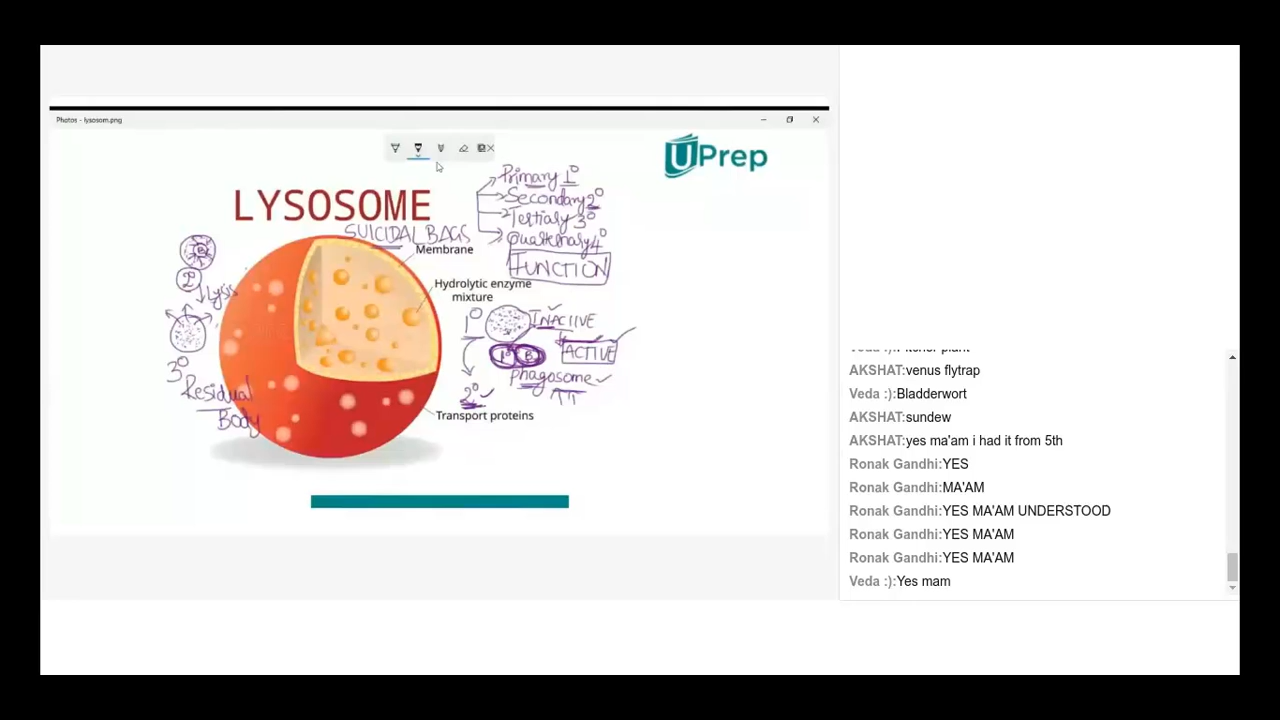 Photos - lysosom.png
UPrep
LYSOSOME
Primary 1°
Secondary 2°
Tertiary 3°
Quaternary 4°
FUNCTION
SUICIDAL BAGS
Membrane
Hydrolytic enzyme
mixture
1°
INACTIVE
ACTIVE
1° B
Phagosome
2°
Transport proteins
B
2°
Lysis
3°
Residual
Body
AKSHAT:venus flytrap
Veda :):Bladderwort
AKSHAT:sundew
AKSHAT:yes ma'am i had it from 5th
Ronak Gandhi:YES
Ronak Gandhi:MA'AM
Ronak Gandhi:YES MA'AM UNDERSTOOD
Ronak Gandhi:YES MA'AM
Ronak Gandhi:YES MA'AM
Veda :):Yes mam